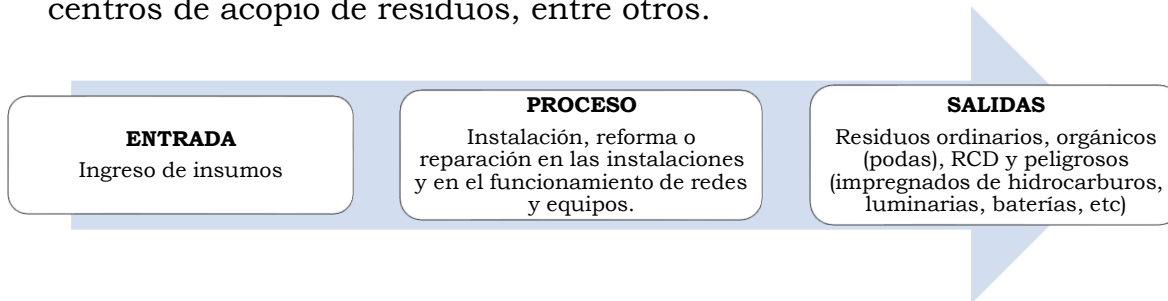 centros de acopio de residuos, entre otros.
ENTRADA
Ingreso de insumos
PROCESO
Instalación, reforma o
reparación en las instalaciones
y en el funcionamiento de redes
y equipos.
SALIDAS
Residuos ordinarios, orgánicos
(podas), RCD y peligrosos
(impregnados de hidrocarburos,
luminarias, baterías, etc)